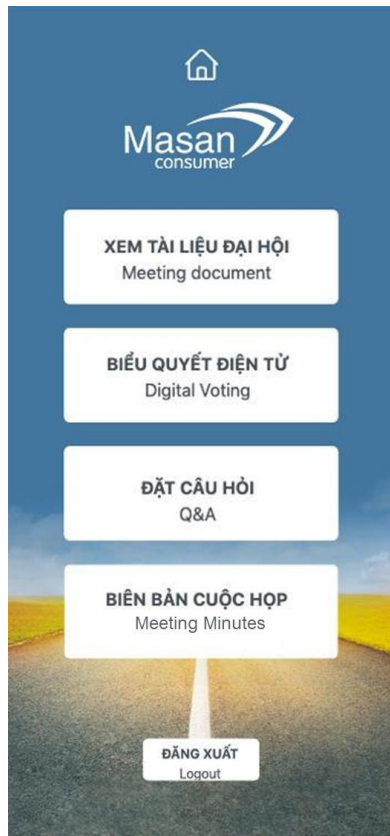 Masan
consumer
XEM TÀI LIỆU ĐẠI HỘI
Meeting document
BIỂU QUYẾT ĐIỆN TỬ
Digital Voting
ĐẶT CÂU HỎI
Q&A
BIÊN BẢN CUỘC HỌP
Meeting Minutes
ĐĂNG XUẤT
Logout